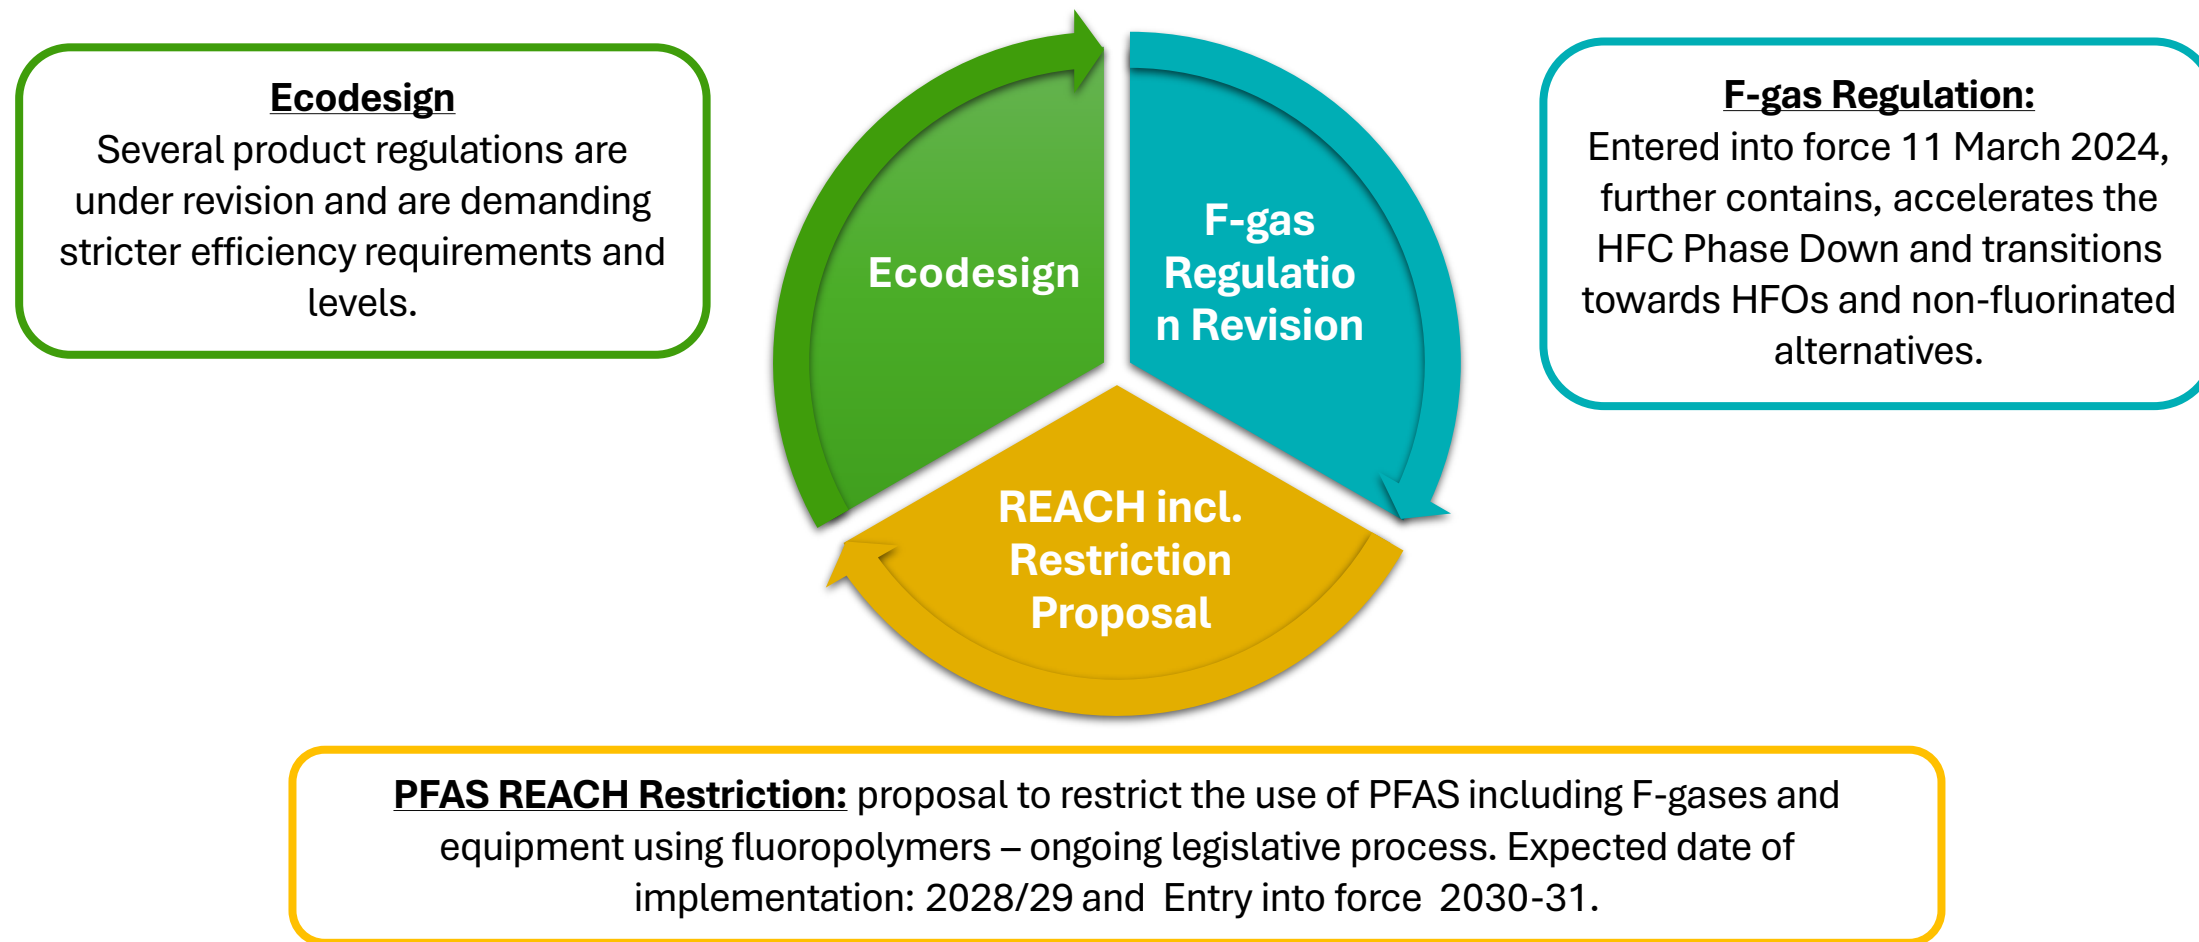 Ecodesign
Several product regulations are
under revision and are demanding
stricter efficiency requirements and
levels.
Ecodesign
F-gas
Regulatio
n Revision
REACH incl.
Restriction
Proposal
F-gas Regulation:
Entered into force 11 March 2024,
further contains, accelerates the
HFC Phase Down and transitions
towards HFOs and non-fluorinated
alternatives.
PFAS REACH Restriction: proposal to restrict the use of PFAS including F-gases and
equipment using fluoropolymers – ongoing legislative process. Expected date of
implementation: 2028/29 and  Entry into force  2030-31.